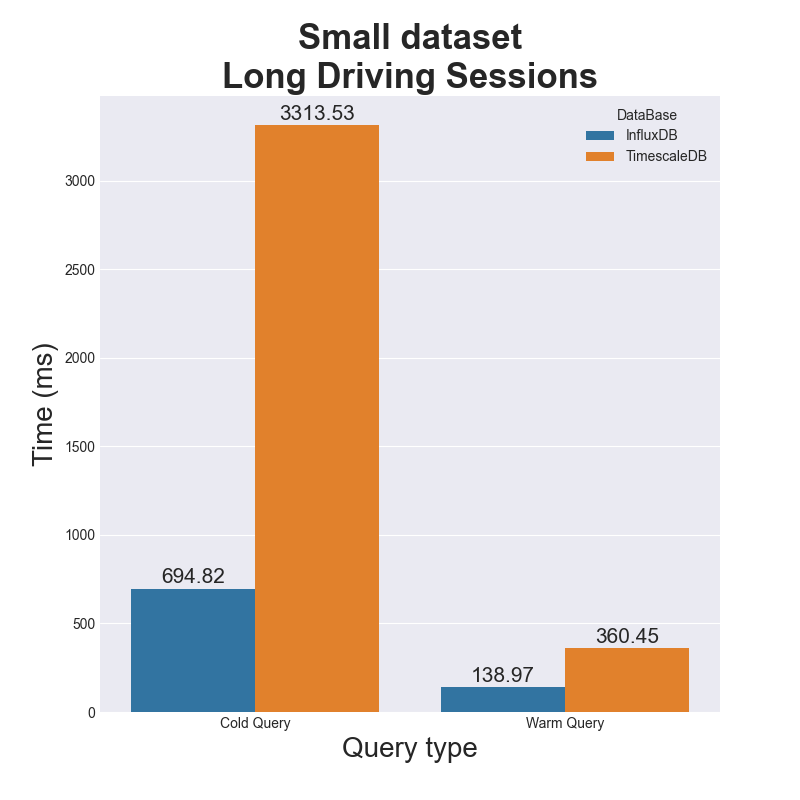 Small dataset
Long Driving Sessions
3313.53
DataBase
InfluxDB
TimescaleDB
3000
2500
2000
1500
1000
500
0
Time (ms)
694.82
138.97
360.45
Cold Query
Warm Query
Query type